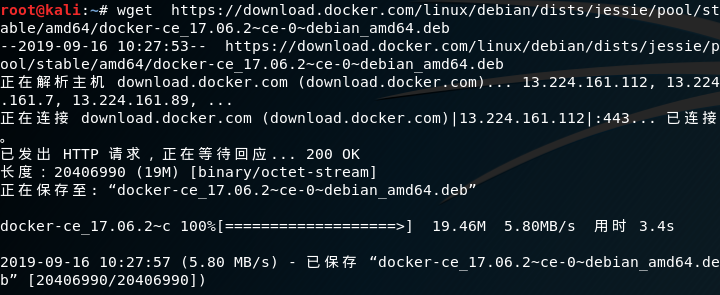 root@kali:~# wget  https://download.docker.com/linux/debian/dists/jessie/pool/st
able/amd64/docker-ce_17.06.2~ce-0~debian_amd64.deb
--2019-09-16 10:27:53--  https://download.docker.com/linux/debian/dists/jessie/p
ool/stable/amd64/docker-ce_17.06.2~ce-0~debian_amd64.deb
正在解析主机 download.docker.com (download.docker.com)... 13.224.161.112, 13.224
.161.7, 13.224.161.89, ...
正在连接 download.docker.com (download.docker.com)|13.224.161.112|:443... 已连接
。
已发出 HTTP 请求，正在等待回应... 200 OK
长度：20406990 (19M) [binary/octet-stream]
正在保存至: “docker-ce_17.06.2~ce-0~debian_amd64.deb”
docker-ce_17.06.2~c 100%[===================>]  19.46M  5.80MB/s  用时 3.4s
2019-09-16 10:27:57 (5.80 MB/s) - 已保存 “docker-ce_17.06.2~ce-0~debian_amd64.de
b” [20406990/20406990])